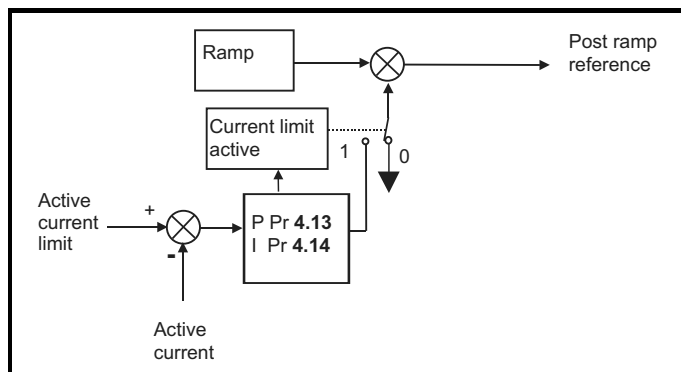 Ramp
Post ramp
reference
Current limit
active
1
0
Active
current
limit
+
-
P Pr 4.13
I Pr 4.14
Active
current